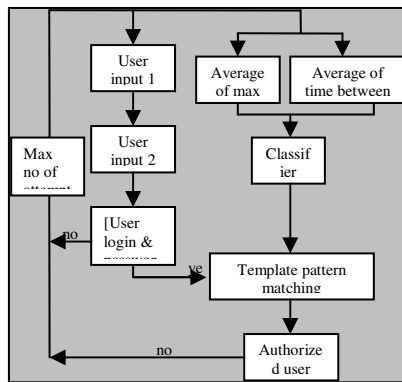 User
input 1
Average
of max
Average of
time between
User
input 2
Max
no of
Classif
ier
[User
login &
no
ye
Template pattern
matching
Authorize
d user
no